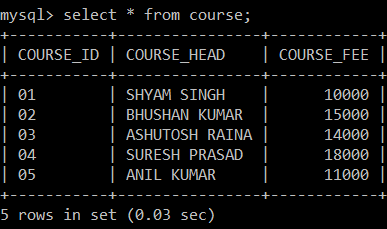 mysql> select * from course;
+-----------+----------------+------------+
| COURSE_ID | COURSE_HEAD    | COURSE_FEE |
+-----------+----------------+------------+
| 01        | SHYAM SINGH    |      10000 |
| 02        | BHUSHAN KUMAR  |      15000 |
| 03        | ASHUTOSH RAINA |      14000 |
| 04        | SURESH PRASAD  |      18000 |
| 05        | ANIL KUMAR     |      11000 |
+-----------+----------------+------------+
5 rows in set (0.03 sec)